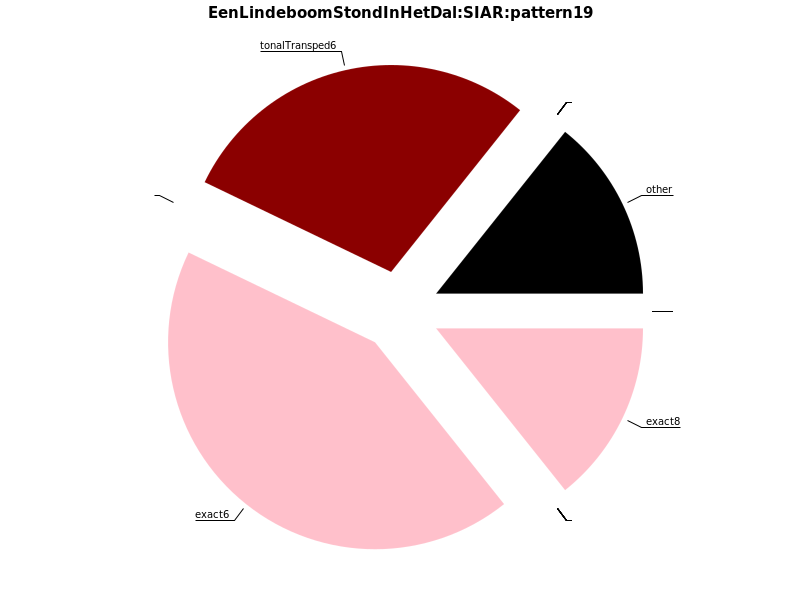 EenLindeboomStondInHetDal:SIAR:pattern19
tonalTransped6
other
exact8
exact6